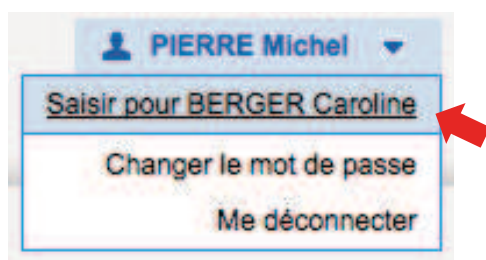 PIERRE Michel
Saisir pour BERGER Caroline
Changer le mot de passe
Me déconnecter